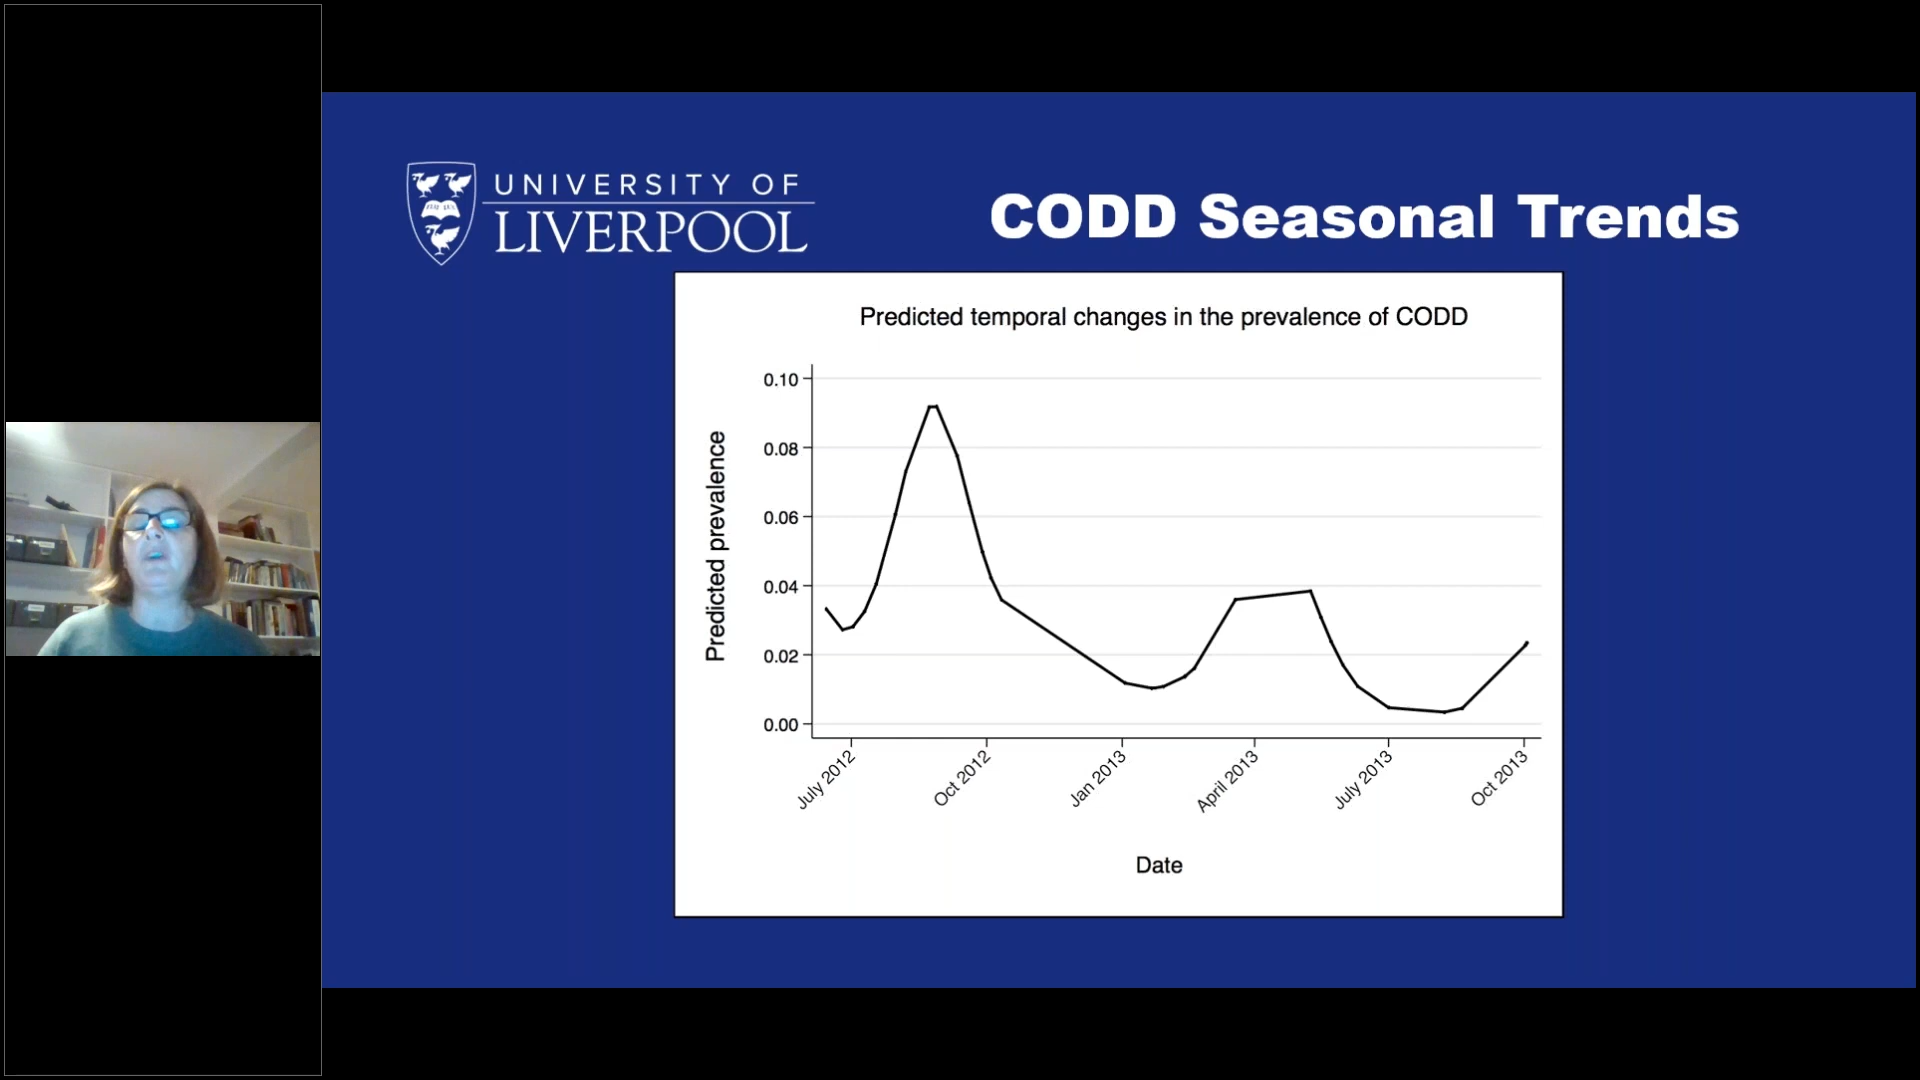 UNIVERSITY OF
LIVERPOOL
CODD Seasonal Trends
Predicted temporal changes in the prevalence of CODD
Predicted prevalence
0.10
0.08
0.06
0.04
0.02
0.00
July 2012
Oct 2012
Jan 2013
April 2013
July 2013
Oct 2013
Date